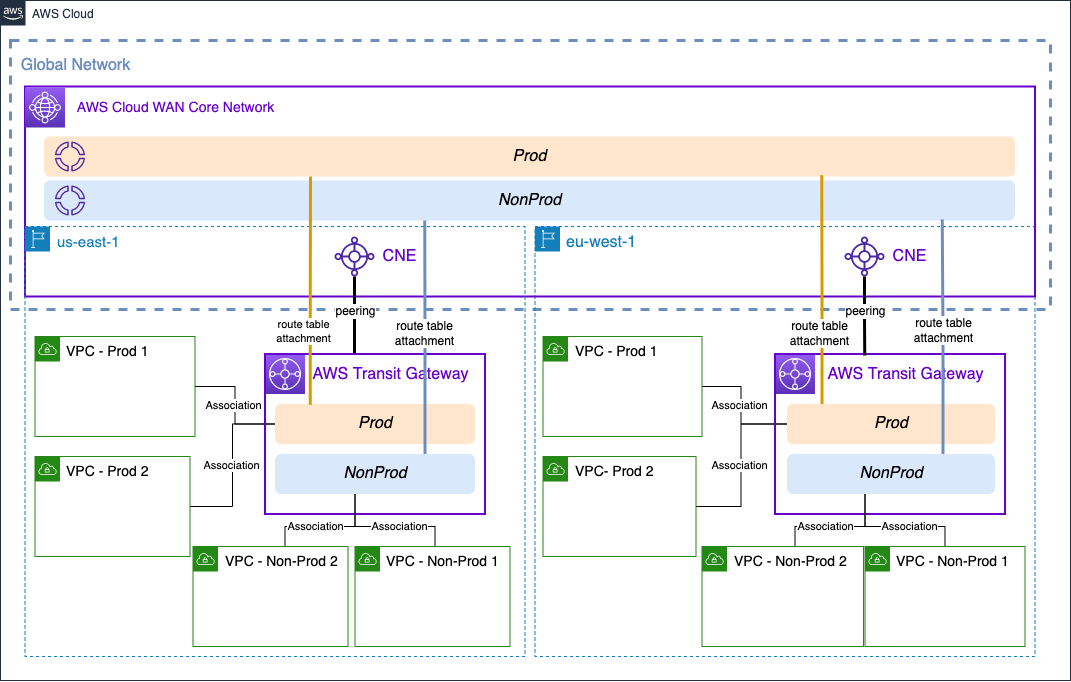 aws
AWS Cloud
Global Network
AWS Cloud WAN Core Network
Prod
NonProd
us-east-1
CNE
eu-west-1
CNE
peering
route table
attachment
route table
attachment
peering
route table
attachment
route table
attachment
VPC - Prod 1
AWS Transit Gateway
Association
Prod
Association
VPC - Prod 2
NonProd
Association
Association
VPC - Non-Prod 2
VPC - Non-Prod 1
VPC - Prod 1
AWS Transit Gateway
Association
Prod
Association
VPC- Prod 2
NonProd
Association
Association
VPC - Non-Prod 2
VPC - Non-Prod 1